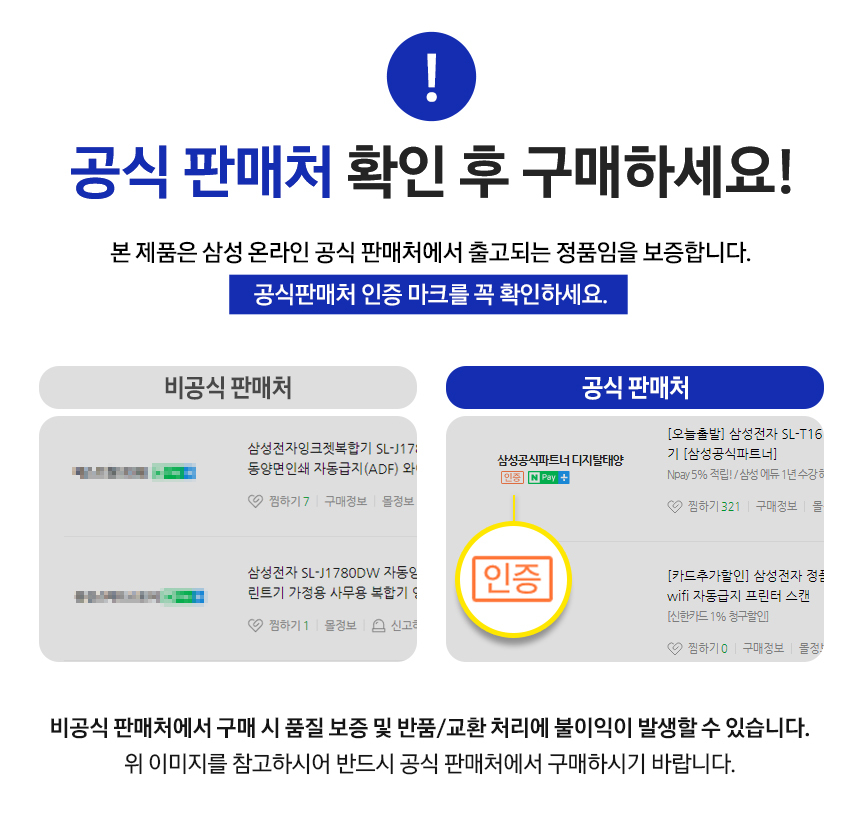 !
공식 판매처 확인 후 구매하세요!
본 제품은 삼성 온라인 공식 판매처에서 출고되는 정품임을 보증합니다.
공식판매처 인증 마크를 꼭 확인하세요.
비공식 판매처
삼성전자잉크젯복합기 SL-J178
동양면인쇄 자동급지(ADF)
찜하기 7 | 구매정보 | 몰정보
삼성전자 SL-J1780DW 자동양
린트기 가정용 사무용 복합기
찜하기 1 | 몰정보 | 신고하
공식 판매처
삼성공식파트너 디지탈태양
인증 N Pay +
[오늘출발] 삼성전자 SL-T16
기 [삼성공식파트너]
Npay 5% 적립! / 삼성 에듀 1년 수강
찜하기 321 | 구매정보 | 몰
인증
[카드추가할인] 삼성전자 정품
wifi 자동급지 프린터 스캔
[신한카드 1% 청구할인]
찜하기 0 | 구매정보 | 몰정보
비공식 판매처에서 구매 시 품질 보증 및 반품/교환 처리에 불이익이 발생할 수 있습니다.
위 이미지를 참고하시어 반드시 공식 판매처에서 구매하시기 바랍니다.